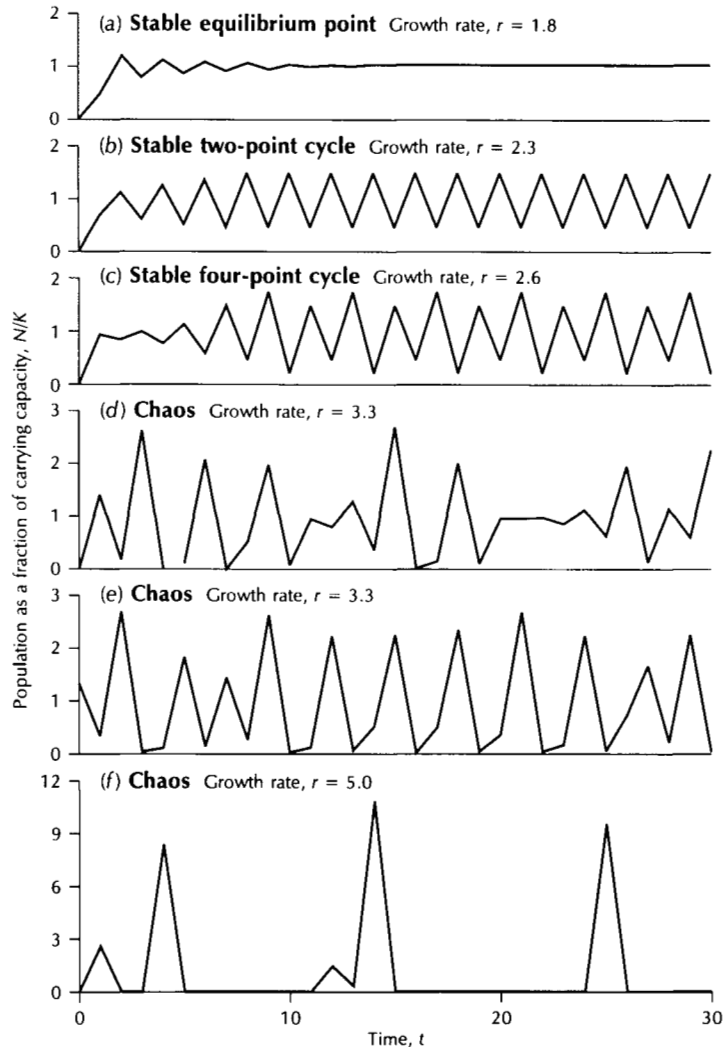 2
1
0
(a) Stable equilibrium point Growth rate, r = 1.8
2
1
0
(b) Stable two-point cycle Growth rate, r = 2.3
2
1
0
(c) Stable four-point cycle Growth rate, r = 2.6
3
2
1
0
(d) Chaos Growth rate, r = 3.3
3
2
1
0
(e) Chaos Growth rate, r = 3.3
12
9
6
3
0
(f) Chaos Growth rate, r = 5.0
Population as a fraction of carrying capacity, N/K
0 10 20 30
Time, t